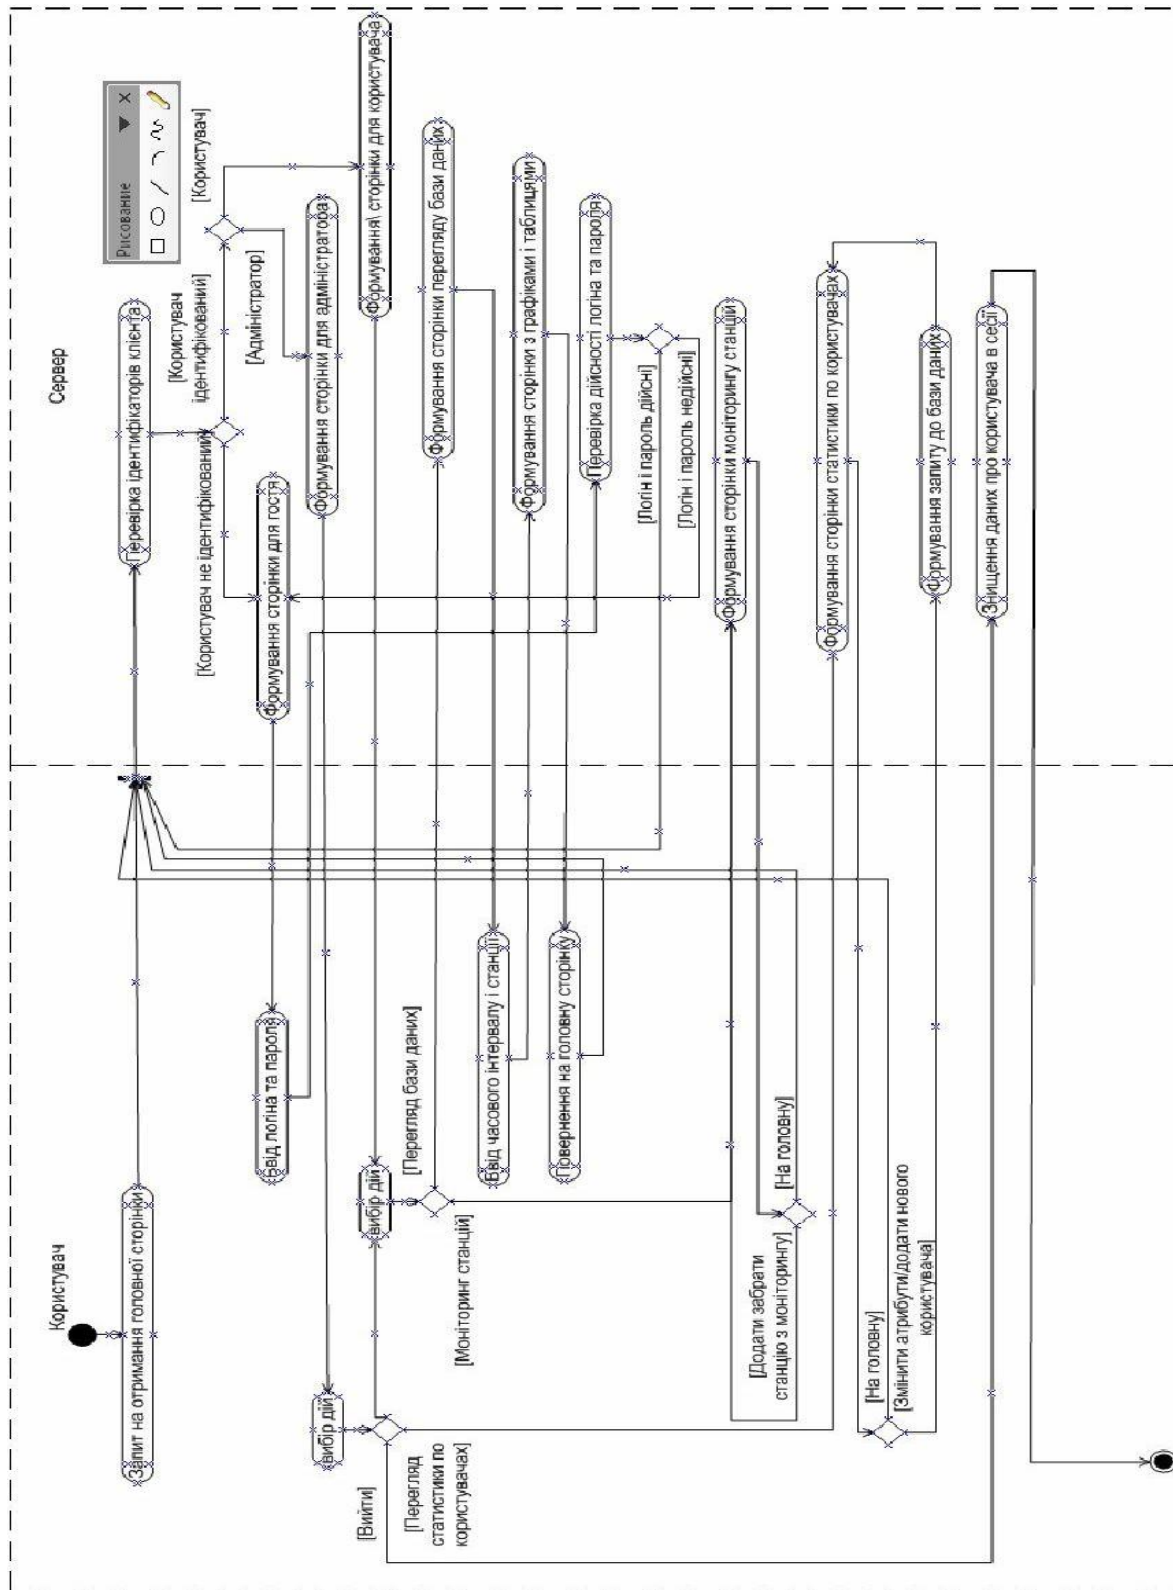 Користувач
Сервер
Запит на отримання головної сторінки
Перевірка ідентифікаторів клієнта
Рисование
[Користувач
ідентифікований]
[Користувач не ідентифікований]
[Користувач]
[Адміністратор]
Формування сторінки для гостя
Ввід логіна та пароля
Формування сторінки для адміністратора
вибір дій
Формування\ сторінки для користувача
вибір дій
[Вийти]
[Перегляд
статистики по
користувачах]
[Перегляд бази даних]
[Моніторинг станцій]
Формування сторінки перегляду бази даних
Ввід часового інтервалу і станції
Формування сторінки з графіками і таблицями
Повернення на головну сторінку
Перевірка дійсності логіна та пароля
[Логін і пароль дійсні]
[Логін і пароль недійсні]
Формування сторінки моніторингу станцій
[Додати забрати
станцію з моніторингу]
[На головну]
Формування сторінки статистики по користувачах
[На головну]
[Змінити атрибути/додати нового
користувача]
Формування запиту до бази даних
Знищення даних про користувача в сесії